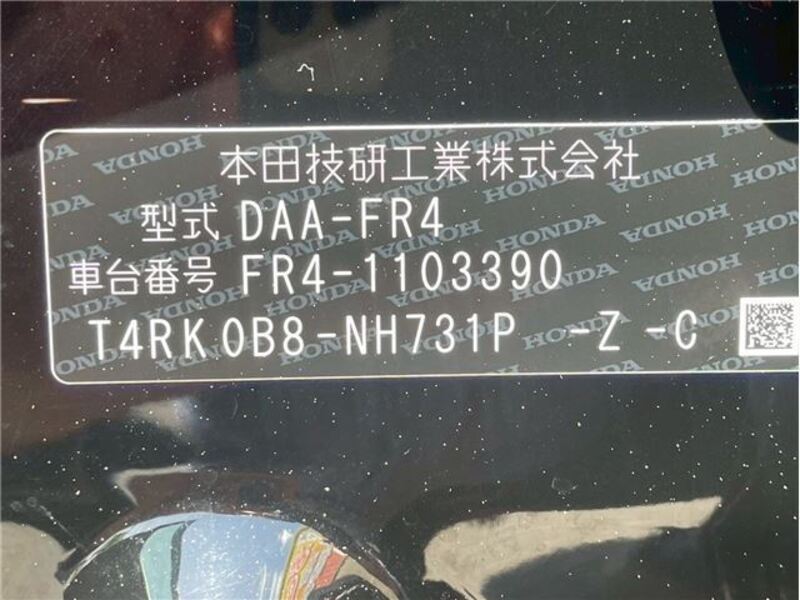 本田技研工業株式会社
型式 DAA-FR4
車台番号 FR4-1103390
T4RK0B8-NH731P -Z -C